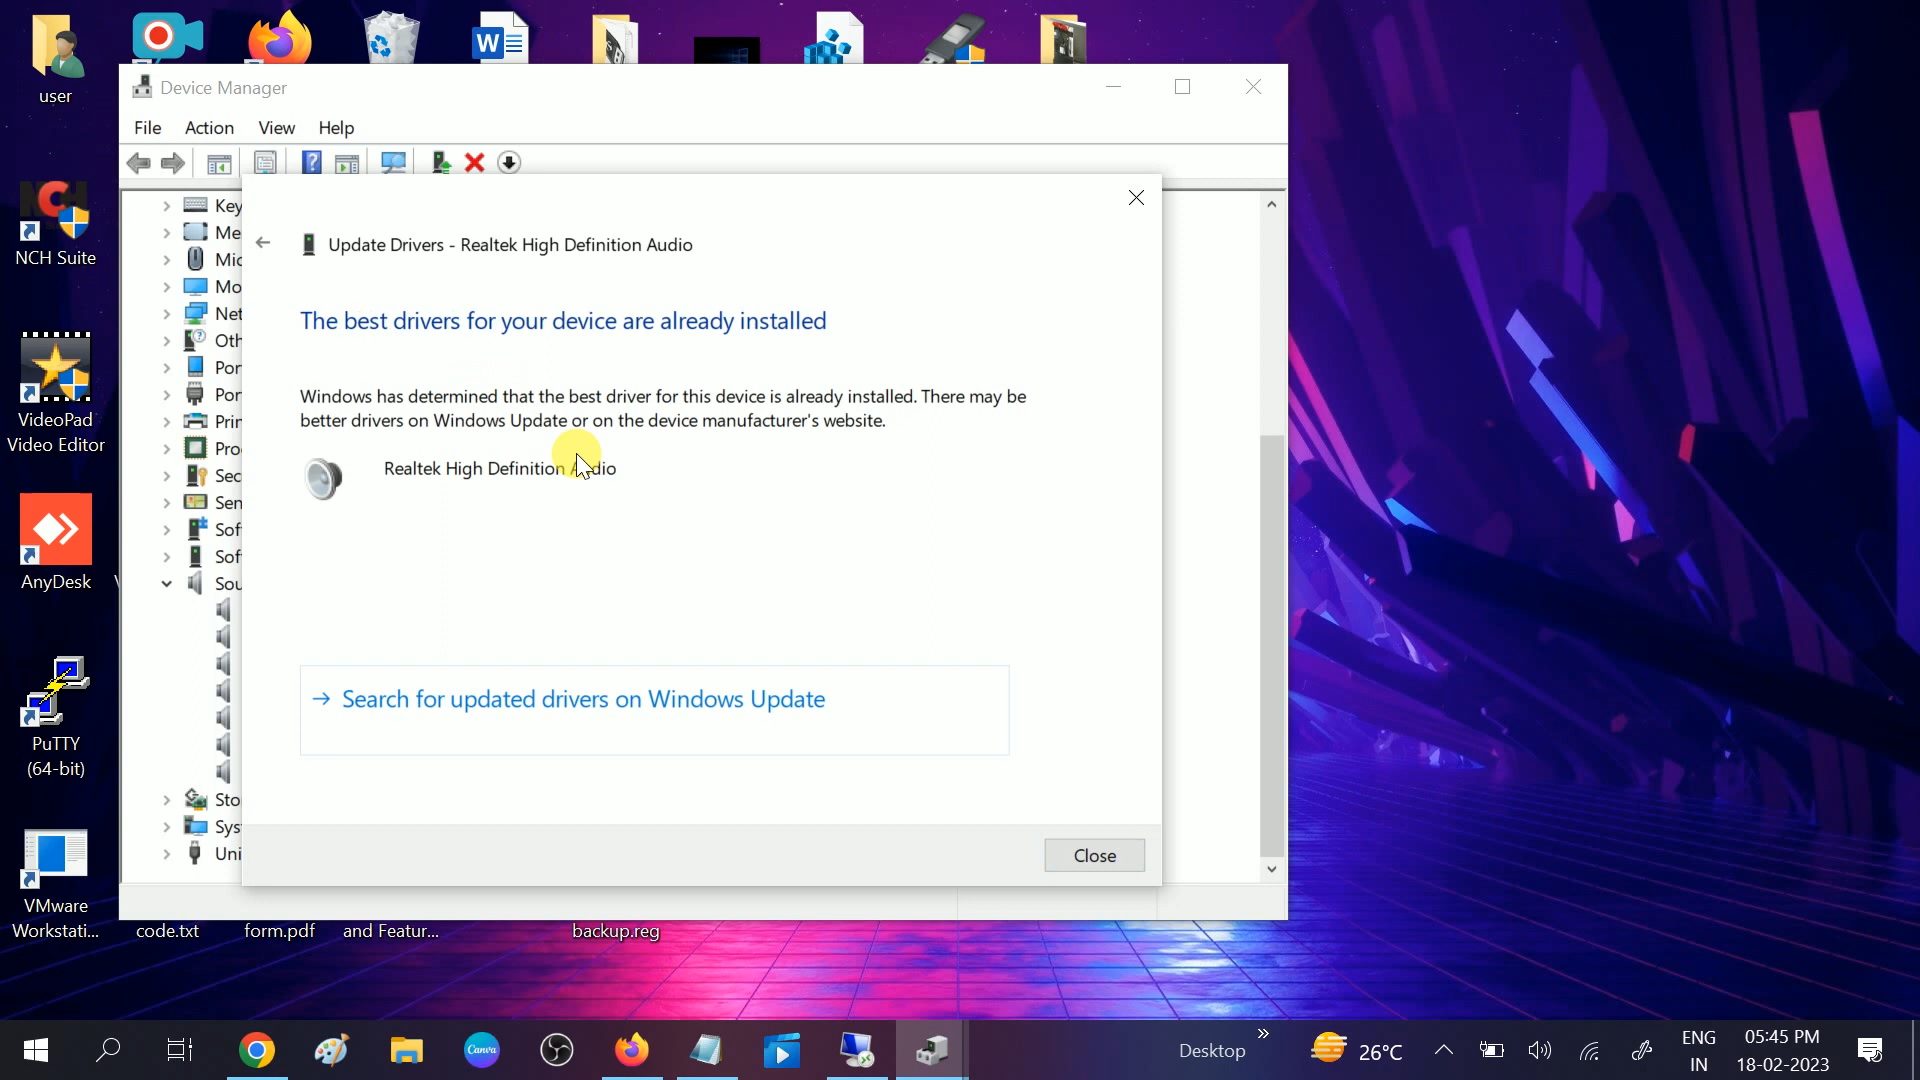 user
NCH Suite
VideoPad
Video Editor
AnyDesk
PuTTY
(64-bit)
VMware
Workstati...
code.txt
form.pdf
and Featur...
backup.reg
Device Manager
File Action View Help
Key
Me
Mic
Mo
Net
Oth
Por
Por
Prin
Pro
Sec
Sen
Sof
Sof
Sou
Sto
Sys
Uni
Update Drivers - Realtek High Definition Audio
The best drivers for your device are already installed
Windows has determined that the best driver for this device is already installed. There may be
better drivers on Windows Update or on the device manufacturer's website.
Realtek High Definition Audio
→ Search for updated drivers on Windows Update
Close
Canva
Desktop
26°C
ENG
IN
05:45 PM
18-02-2023